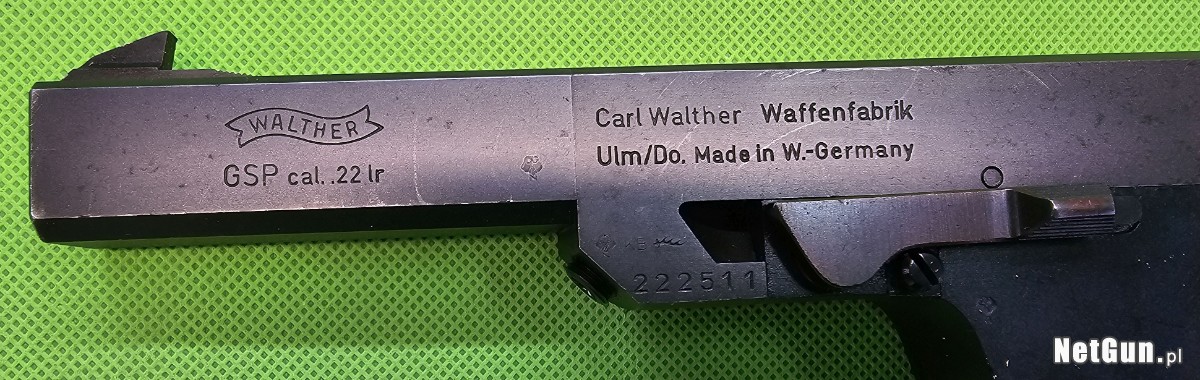 WALTHER
GSP cal. .22 lr
Carl Walther Waffenfabrik
Ulm/Do. Made in W.-Germany
222511
NetGun.pl